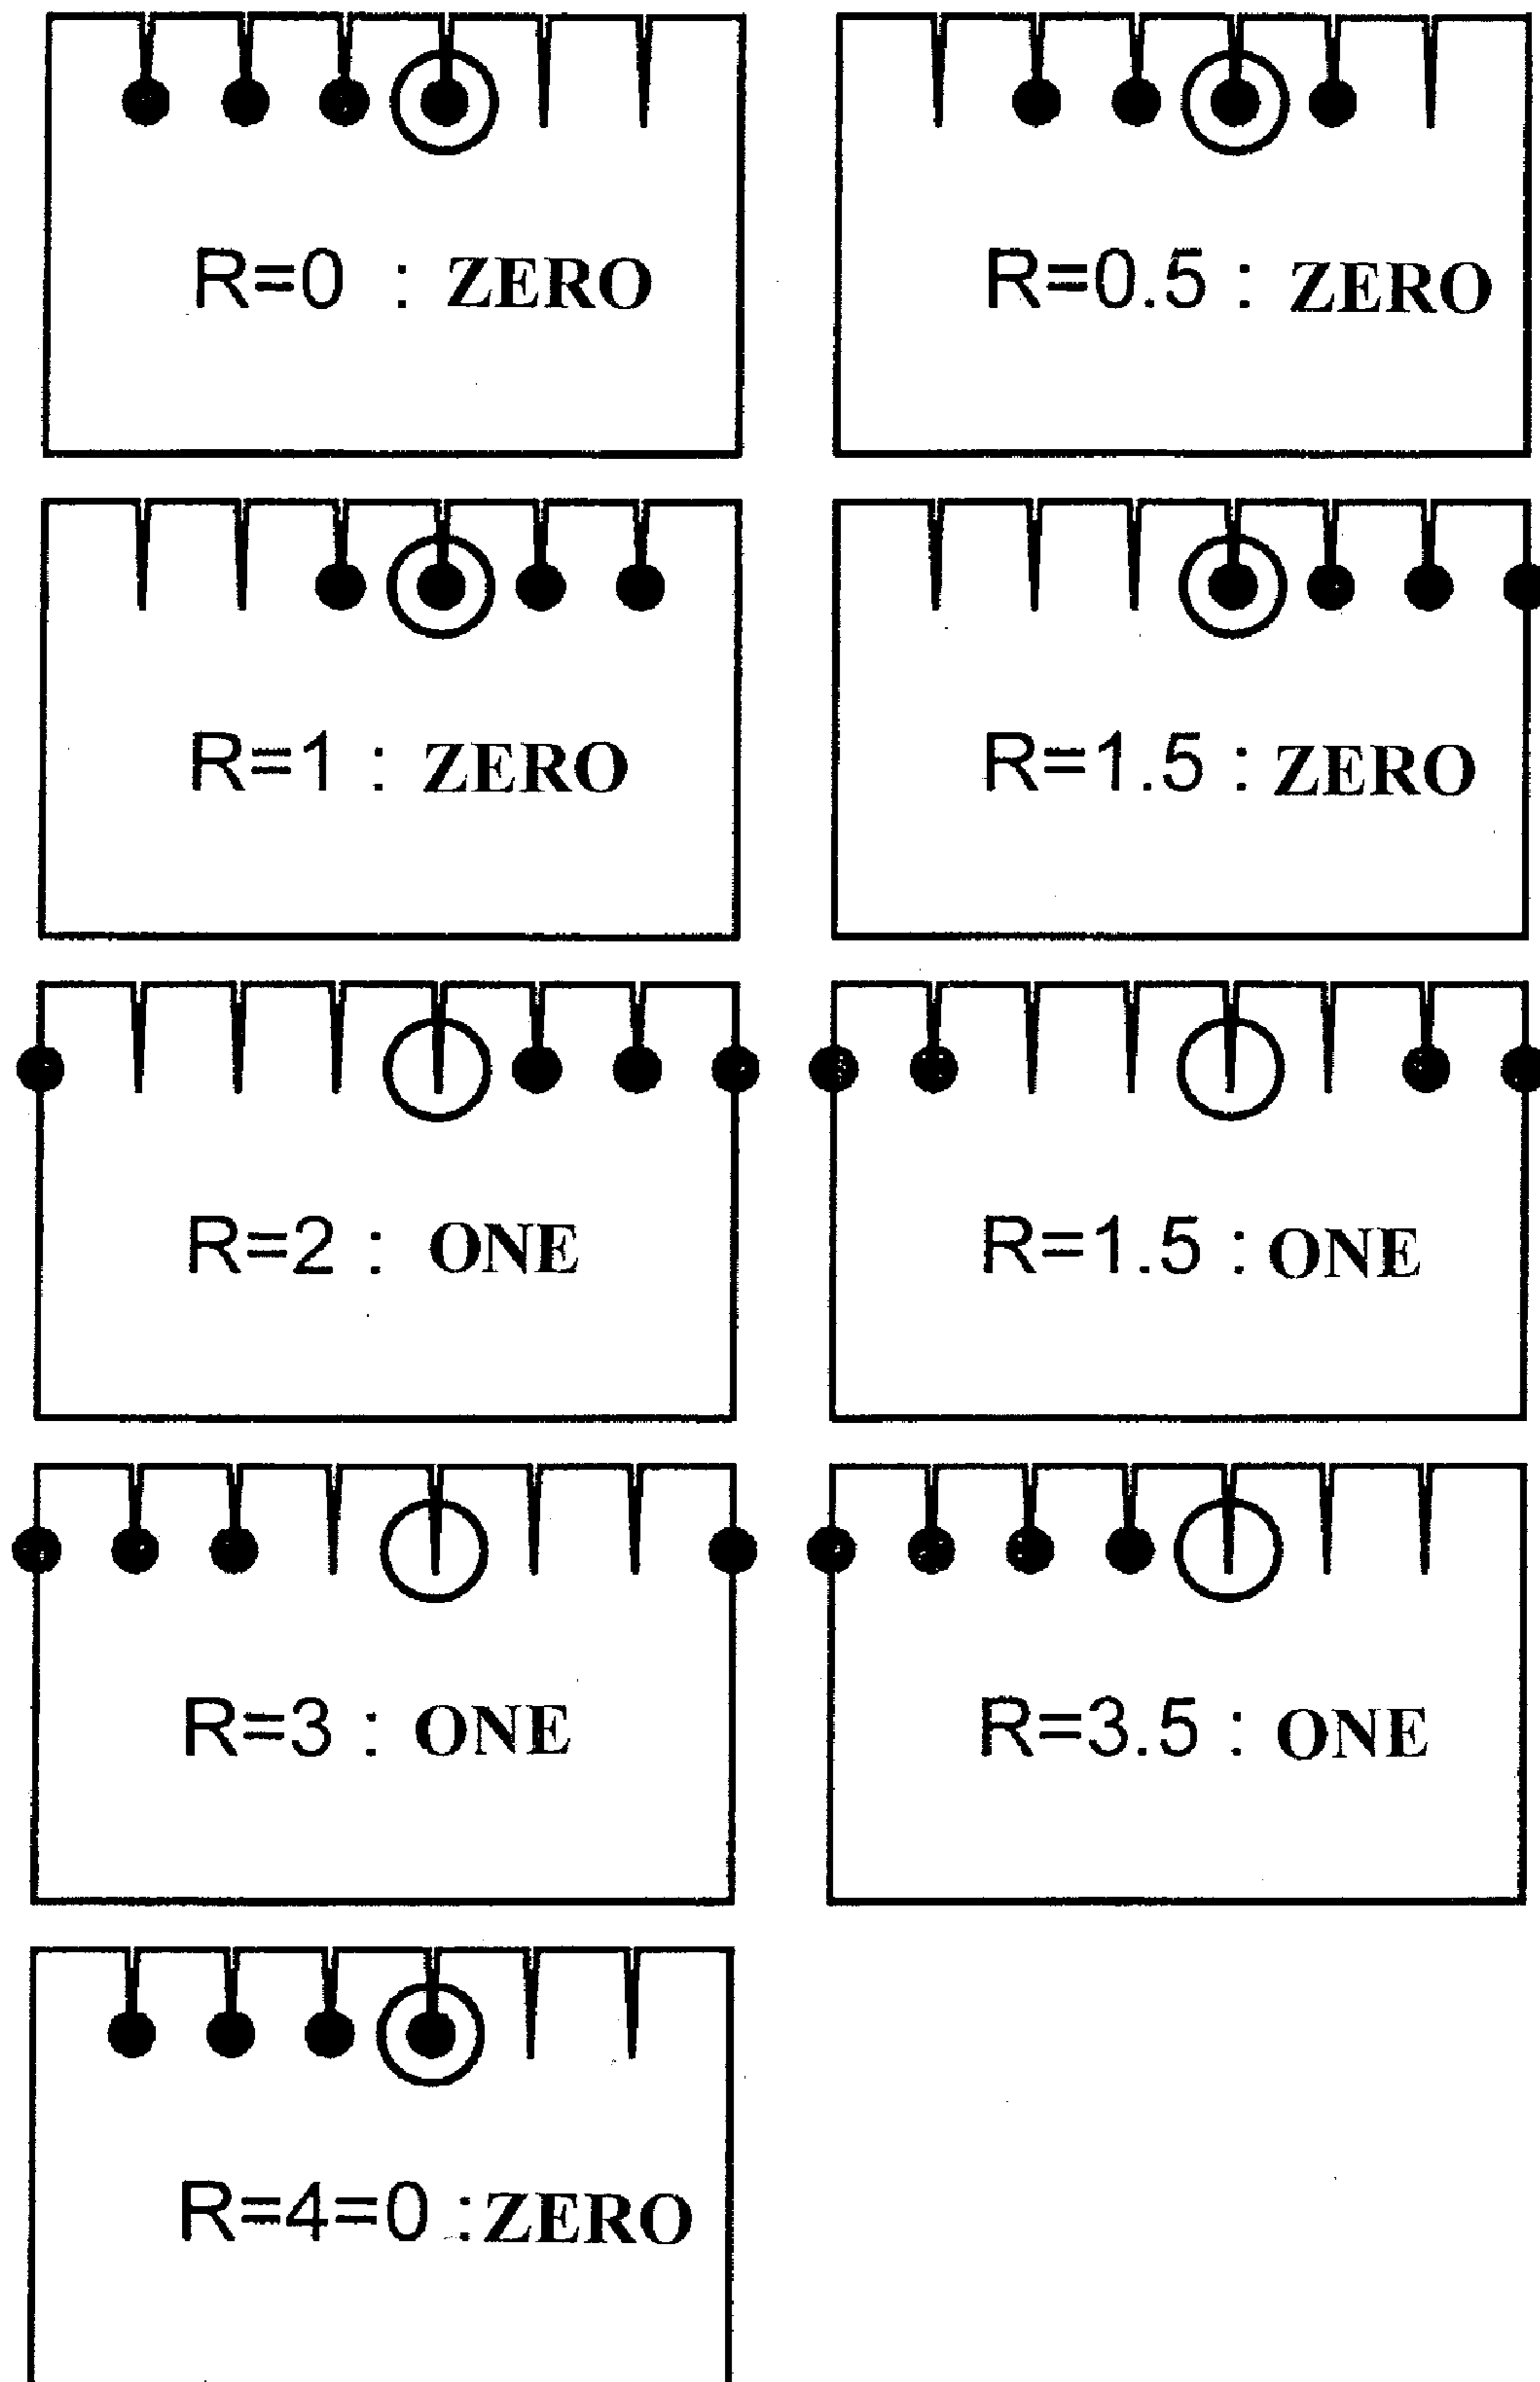 R=0 : ZERO
R=0.5 : ZERO
R=1 : ZERO
R=1.5 : ZERO
R=2 : ONE
R=1.5 : ONE
R=3 : ONE
R=3.5 : ONE
R=4=0 :ZERO